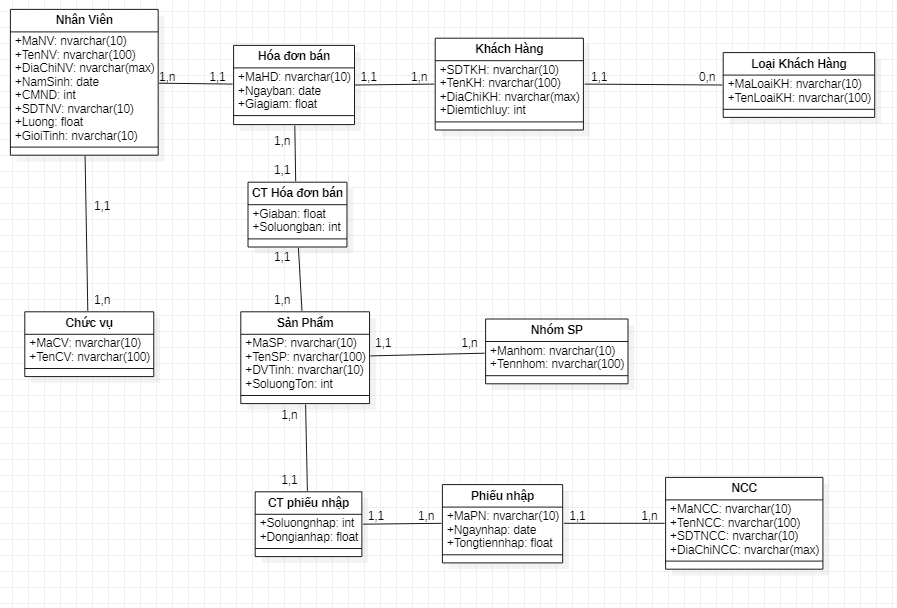 Nhân Viên
+MaNV: nvarchar(10)
+TenNV: nvarchar(100)
+DiaChiNV: nvarchar(max)
+NamSinh: date
+CMND: int
+SDTNV: nvarchar(10)
+Luong: float
+GioiTinh: nvarchar(10)
1,n
1,1
Hóa đơn bán
+MaHD: nvarchar(10)
+Ngayban: date
+Giagiam: float
1,1
1,n
Khách Hàng
+SDTKH: nvarchar(10)
+TenKH: nvarchar(100)
+DiaChiKH: nvarchar(max)
+Diemtichluy: int
1,1
0,n
Loại Khách Hàng
+MaLoaiKH: nvarchar(10)
+TenLoaiKH: nvarchar(100)
1,n
1,1
CT Hóa đơn bán
+Giaban: float
+Soluongban: int
1,1
1,n
1,1
1,n
Chức vụ
+MaCV: nvarchar(10)
+TenCV: nvarchar(100)
Sản Phẩm
+MaSP: nvarchar(10)
+TenSP: nvarchar(100)
+DVTinh: nvarchar(10)
+SoluongTon: int
1,1
1,n
Nhóm SP
+Manhom: nvarchar(10)
+Tennhom: nvarchar(100)
1,n
1,1
CT phiếu nhập
+Soluongnhap: int
+Dongianhap: float
1,1
1,n
Phiếu nhập
+MaPN: nvarchar(10)
+Ngaynhap: date
+Tongtiennhap: float
1,1
1,n
NCC
+MaNCC: nvarchar(10)
+TenNCC: nvarchar(100)
+SDTNCC: nvarchar(10)
+DiaChiNCC: nvarchar(max)